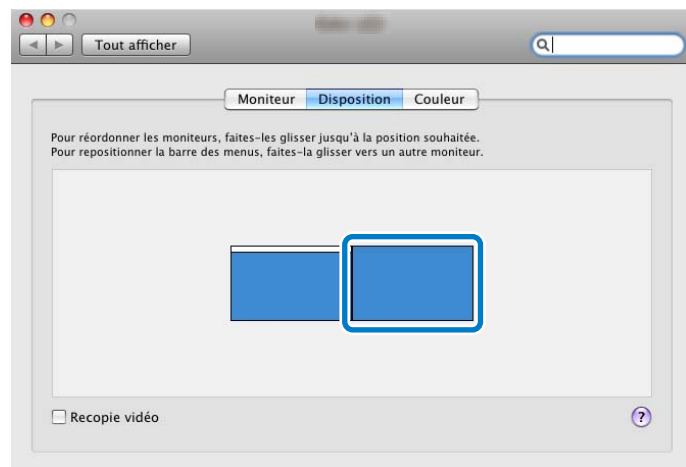 Tout afficher
Moniteur Disposition Couleur
Pour réordonner les moniteurs, faites-les glisser jusqu'à la position souhaitée.
Pour repositionner la barre des menus, faites-la glisser vers un autre moniteur.
Recopie vidéo
?